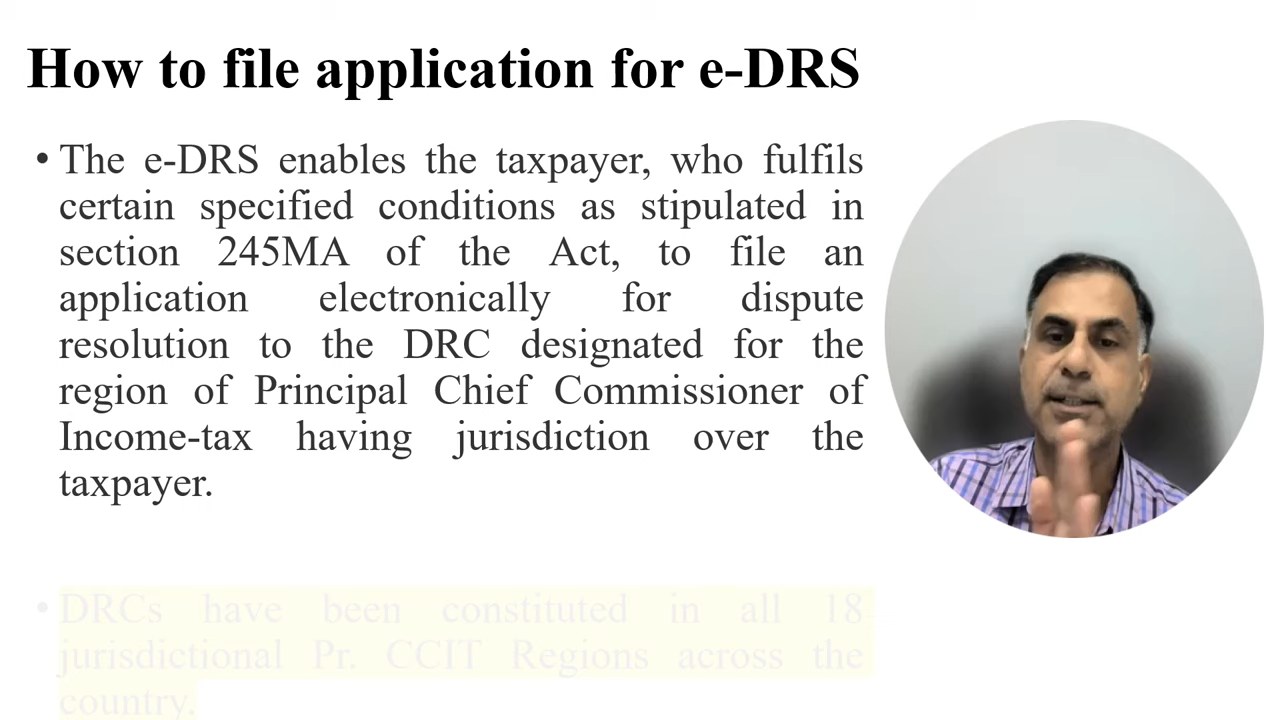 How to file application for e-DRS
• The e-DRS enables the taxpayer, who fulfils
certain specified conditions as stipulated in
section 245MA of the Act, to file an
application electronically for dispute
resolution to the DRC designated for the
region of Principal Chief Commissioner of
Income-tax having jurisdiction over the
taxpayer.
• DRCs have been constituted in all 18
jurisdictional Pr. CCIT Regions across the
country.